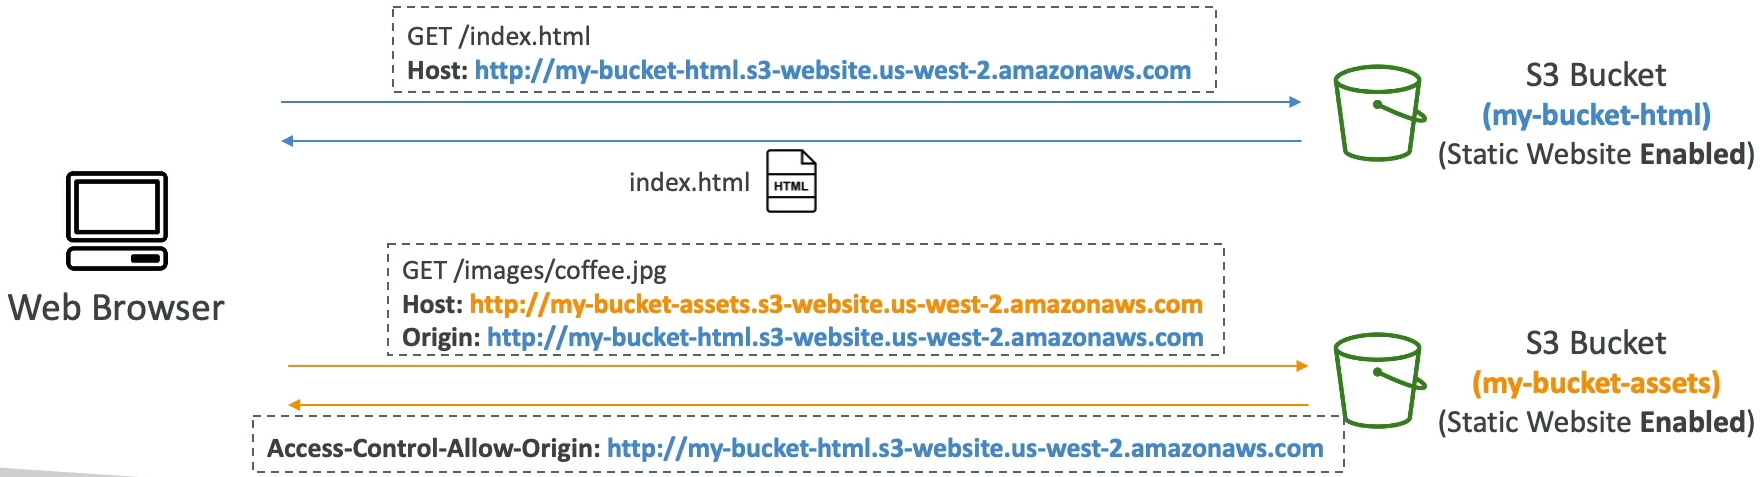 GET /index.html
Host: http://my-bucket-html.s3-website.us-west-2.amazonaws.com
S3 Bucket
(my-bucket-html)
(Static Website Enabled)
index.html
HTML
Web Browser
GET /images/coffee.jpg
Host: http://my-bucket-assets.s3-website.us-west-2.amazonaws.com
Origin: http://my-bucket-html.s3-website.us-west-2.amazonaws.com
S3 Bucket
(my-bucket-assets)
(Static Website Enabled)
Access-Control-Allow-Origin: http://my-bucket-html.s3-website.us-west-2.amazonaws.com